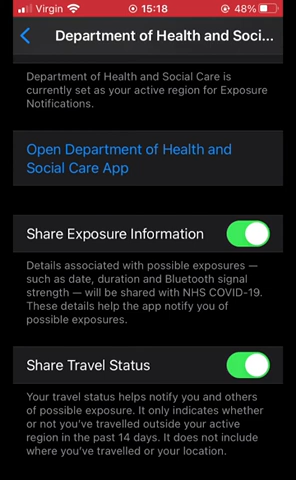 Virgin 15:18 48%
Department of Health and Soci...
Department of Health and Social Care is
currently set as your active region for Exposure
Notifications.
Open Department of Health and
Social Care App
Share Exposure Information
Details associated with possible exposures —
such as date, duration and Bluetooth signal
strength — will be shared with NHS COVID-19.
These details help the app notify you of
possible exposures.
Share Travel Status
Your travel status helps notify you and others
of possible exposure. It only indicates whether
or not you've travelled outside your active
region in the past 14 days. It does not include
where you've travelled or your location.